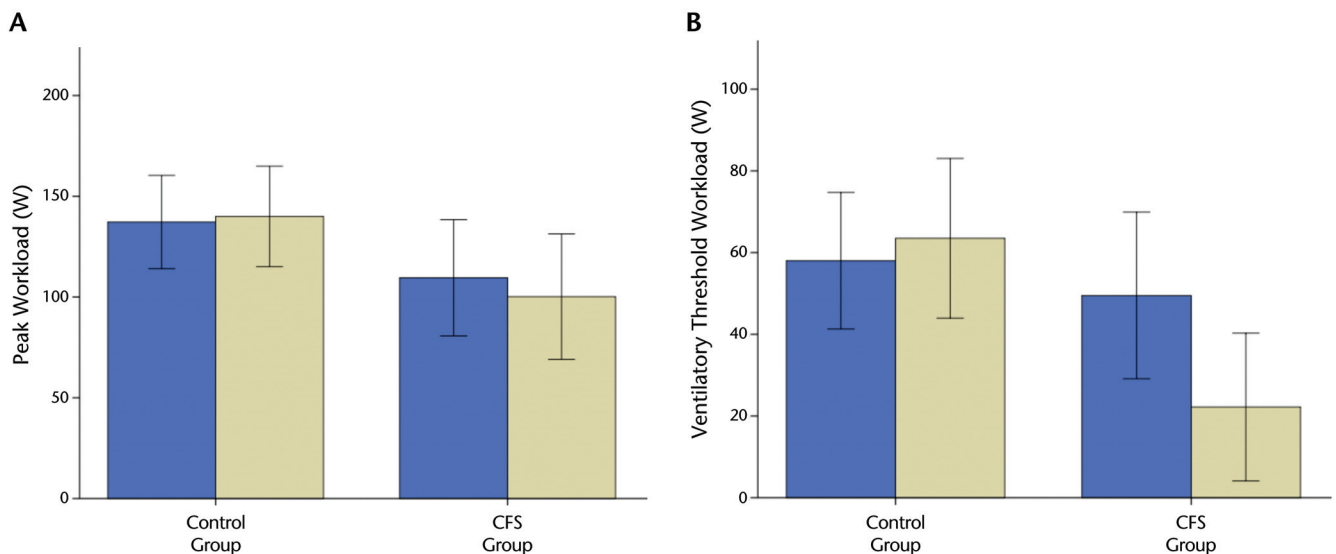 A
Peak Workload (W)
200
150
100
50
0
Control
Group
CFS
Group
B
Ventilatory Threshold Workload (W)
100
80
60
40
20
0
Control
Group
CFS
Group